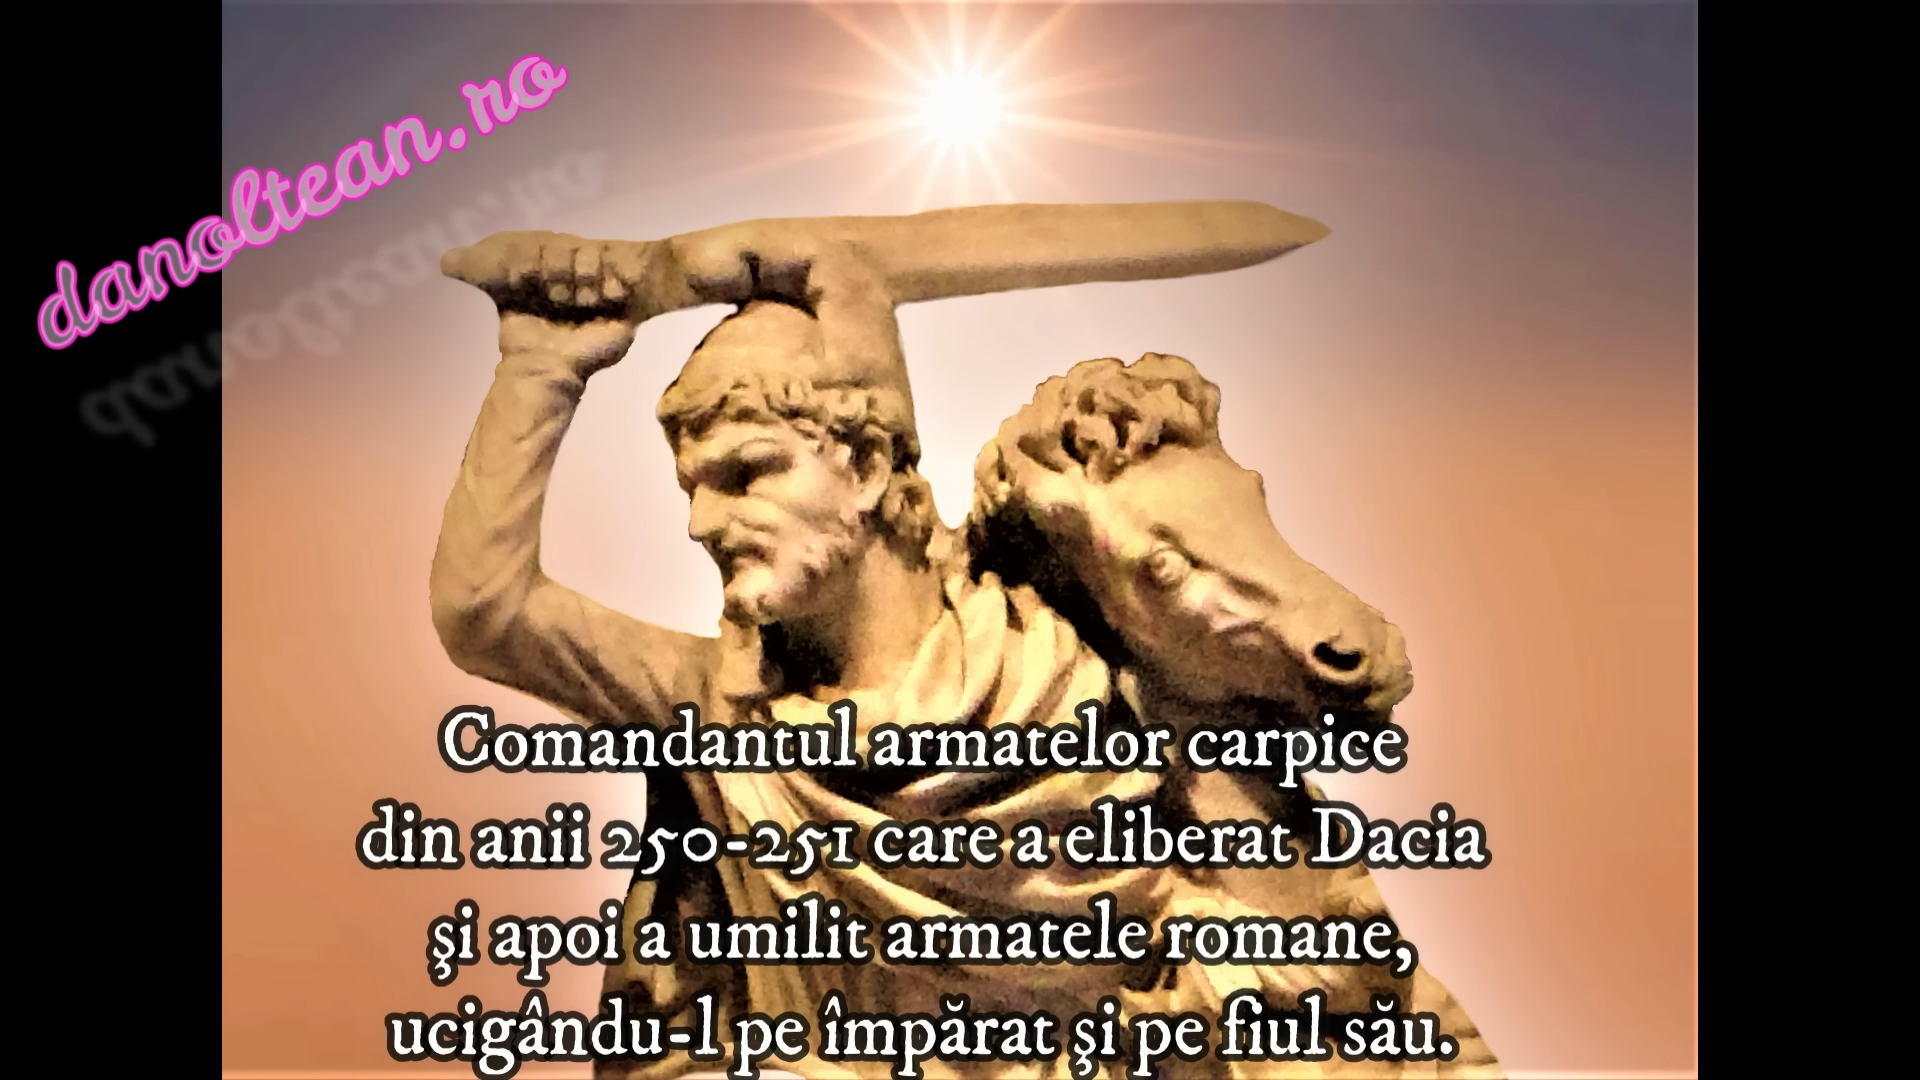 danoltean.ro
Comandantul armatelor carpice
din anii 250-251 care a eliberat Dacia
şi apoi a umilit armatele romane,
ucigându-l pe împărat şi pe fiul său.